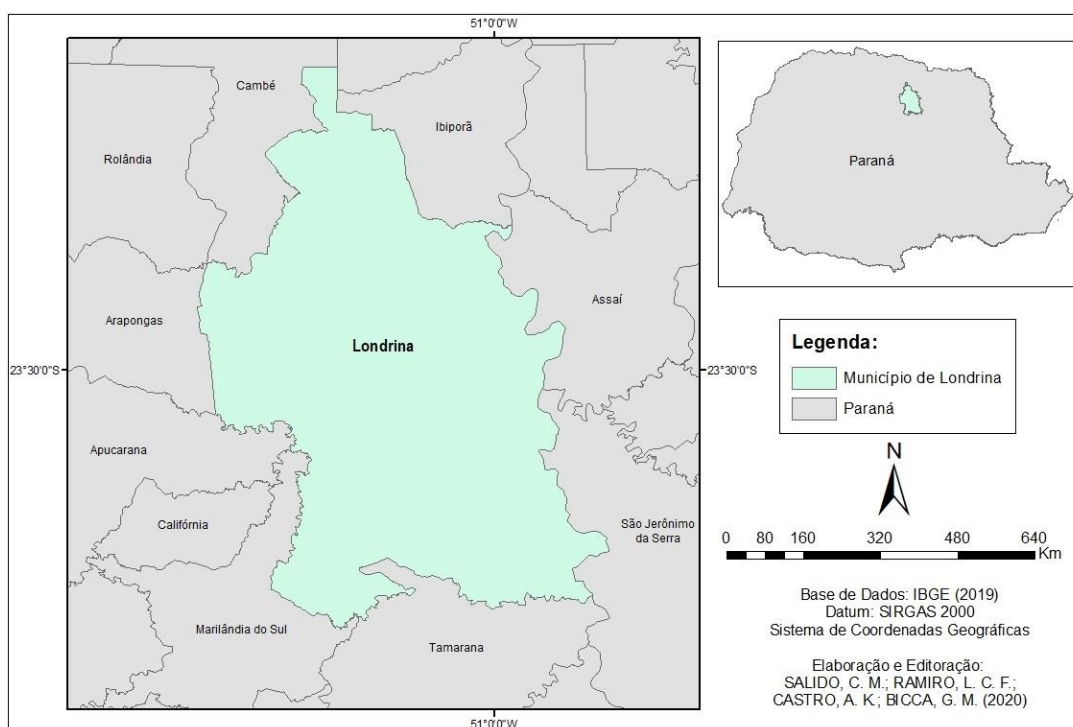 51°0'0"W
Cambé
Ibiporã
Rolândia
Arapongas
Assaí
Londrina
23°30'0"S
23°30'0"S
Apucarana
Califórnia
São Jerônimo
da Serra
Marilândia do Sul
Tamarana
51°0'0"W
Paraná
Legenda:
Município de Londrina
Paraná
N
0 40 80 160 320 480 640
Km
Base de Dados: IBGE (2019)
Datum: SIRGAS 2000
Sistema de Coordenadas Geográficas
Elaboração e Editoração:
SALIDO, C. M.; RAMIRO, L. C. F.;
CASTRO, A. K.; BICCA, G. M. (2020)